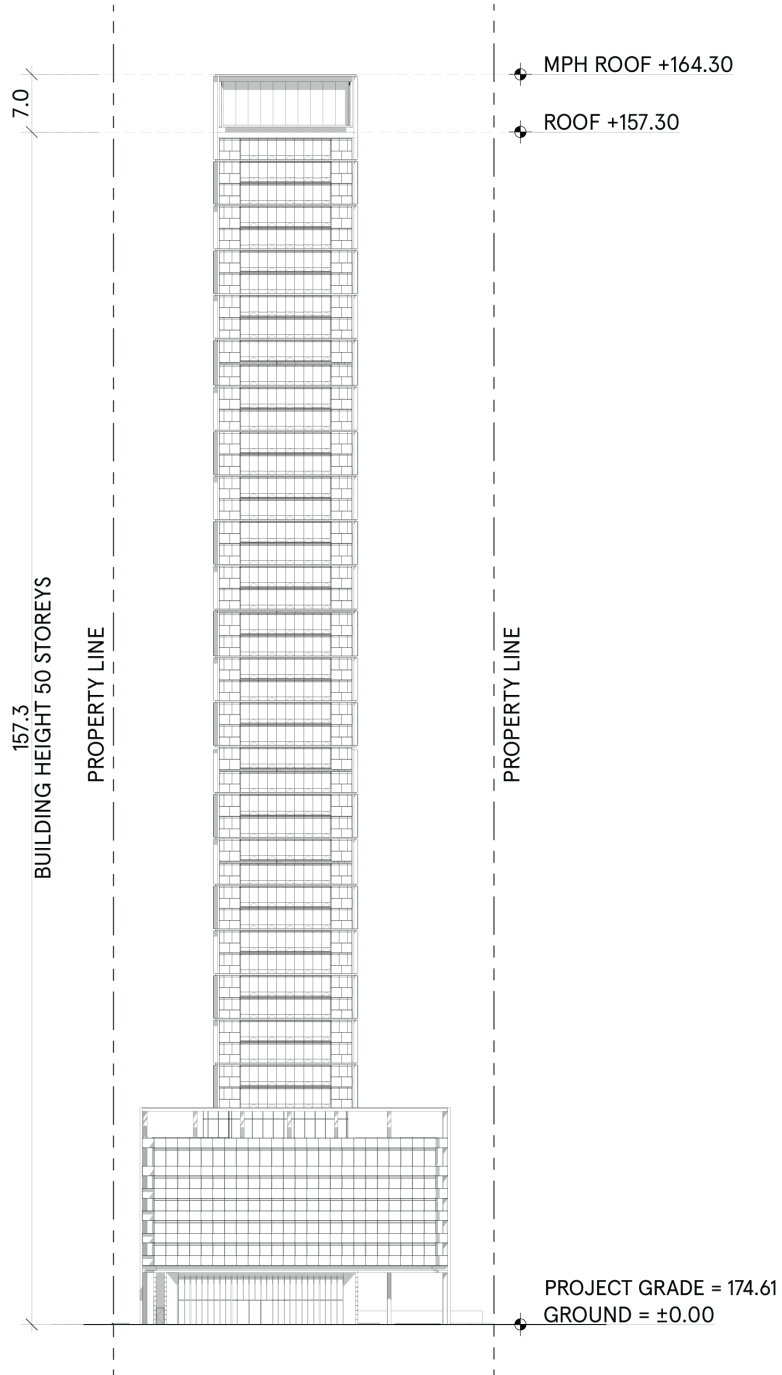 MPH ROOF +164.30
7.0
ROOF +157.30
157.3
BUILDING HEIGHT 50 STOREYS
PROPERTY LINE
PROPERTY LINE
PROJECT GRADE = 174.61
GROUND = ±0.00